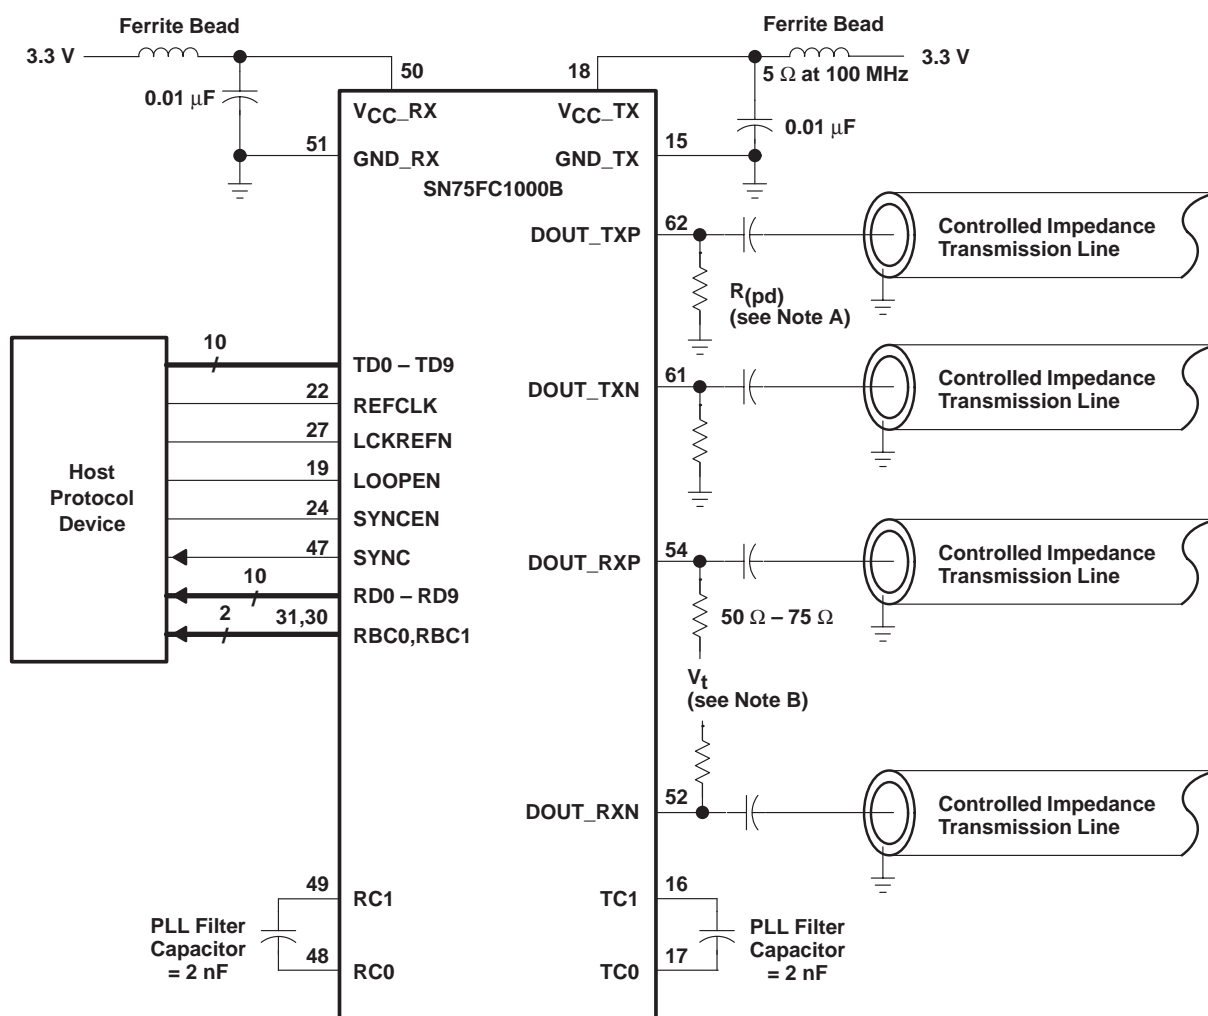 Ferrite Bead
3.3 V
50
0.01 μF
VCC_RX
51
GND_RX
Ferrite Bead
18
5 Ω at 100 MHz
3.3 V
VCC_TX
0.01 μF
15
GND_TX
SN75FC1000B
DOUT_TXP
62
Controlled Impedance
Transmission Line
R(pd)
(see Note A)
DOUT_TXN
61
Controlled Impedance
Transmission Line
Host
Protocol
Device
10
TD0 – TD9
22
REFCLK
27
LCKREFN
19
LOOPEN
24
SYNCEN
47
SYNC
10
RD0 – RD9
2
31,30
RBC0,RBC1
DOUT_RXP
54
Controlled Impedance
Transmission Line
50 Ω – 75 Ω
Vt
(see Note B)
DOUT_RXN
52
Controlled Impedance
Transmission Line
49
RC1
PLL Filter
Capacitor
= 2 nF
48
RC0
16
TC1
17
TC0
PLL Filter
Capacitor
= 2 nF